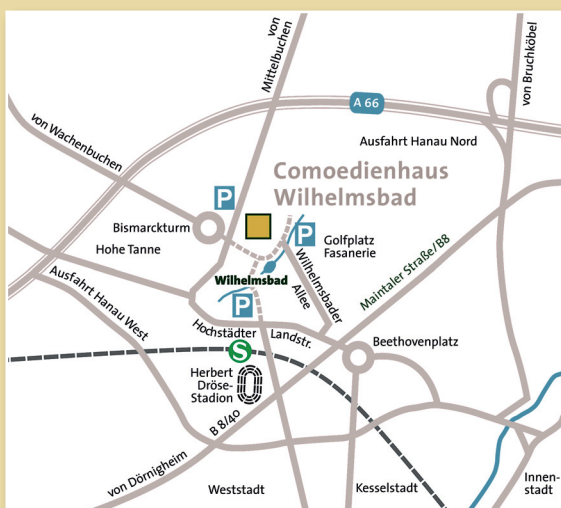 von
Mittelbuchen
von Bruchköbel
A 66
von Wachenbuchen
Ausfahrt Hanau Nord
Comoedienhaus
Wilhelmsbad
P
P
Bismarckturm
Golfplatz
Fasanerie
Hohe Tanne
Maintaler Straße/B8
Wilhelmsbad
Wilhelmsbader
Allee
Ausfahrt Hanau West
P
Hochstädter Landstr.
Beethovenplatz
S
Herbert
Dröse-
Stadion
B 8/40
von Dörnigheim
Weststadt
Kesselstadt
Innen-
stadt